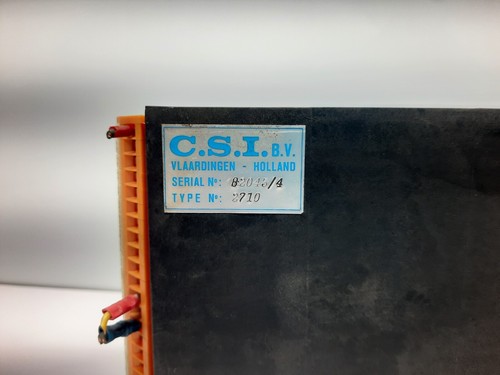 C.S.I. B.V.
VLAARDINGEN - HOLLAND
SERIAL Nº:
TYPE Nº: